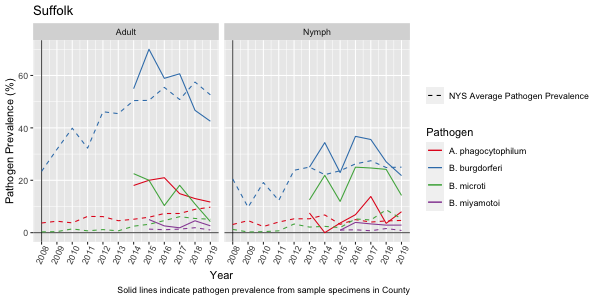 Suffolk
Adult
Nymph
Pathogen Prevalence (%)
60
40
20
0
2008 2009 2010 2011 2012 2013 2014 2015 2016 2017 2018 2019
2008 2009 2010 2011 2012 2013 2014 2015 2016 2017 2018 2019
Year
Solid lines indicate pathogen prevalence from sample specimens in County
NYS Average Pathogen Prevalence
Pathogen
A. phagocytophilum
B. burgdorferi
B. microti
B. miyamotoi